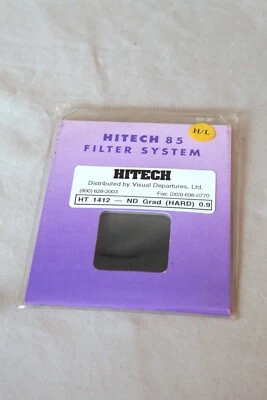 H/L
HITECH 85
FILTER SYSTEM
HITECH
Distributed by Visual Departures, Ltd.
(800) 628-2003 Fax: (203) 698-0770
HT 1412 — ND Grad (HARD) 0.9